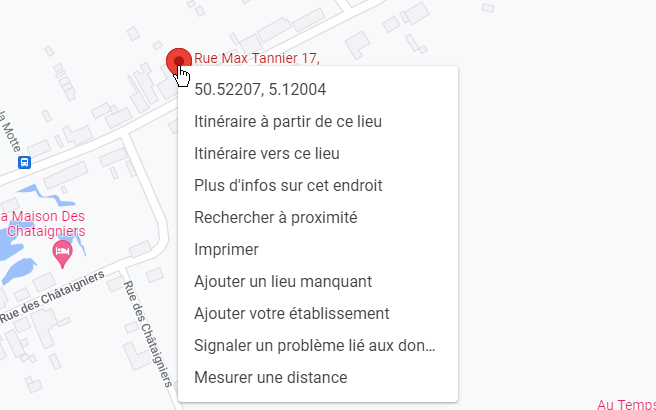 Rue Max Tannier 17,
50.52207, 5.12004
la Motte
Itinéraire à partir de ce lieu
Itinéraire vers ce lieu
Plus d'infos sur cet endroit
a Maison Des
Chataigniers
Rechercher à proximité
Imprimer
Ajouter un lieu manquant
Rue des Châtaigniers
Rue des Châtaigniers
Ajouter votre établissement
Signaler un problème lié aux don...
Mesurer une distance
Au Temps